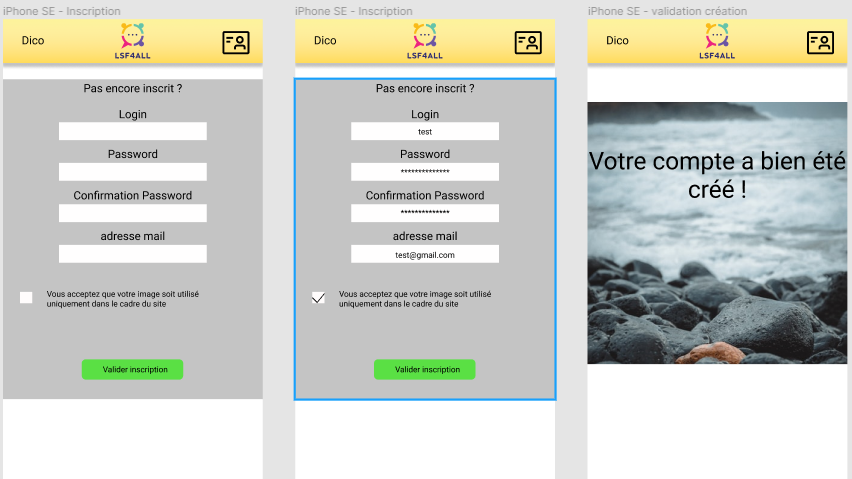 iPhone SE - Inscription
Dico
LSF4ALL
Pas encore inscrit ?
Login
Password
Confirmation Password
adresse mail
Vous acceptez que votre image soit utilisé
uniquement dans le cadre du site
Valider inscription
iPhone SE - Inscription
Dico
LSF4ALL
Pas encore inscrit ?
Login
test
Password
**************
Confirmation Password
**************
adresse mail
test@gmail.com
Vous acceptez que votre image soit utilisé
uniquement dans le cadre du site
Valider inscription
iPhone SE - validation création
Dico
LSF4ALL
Votre compte a bien été
créé !